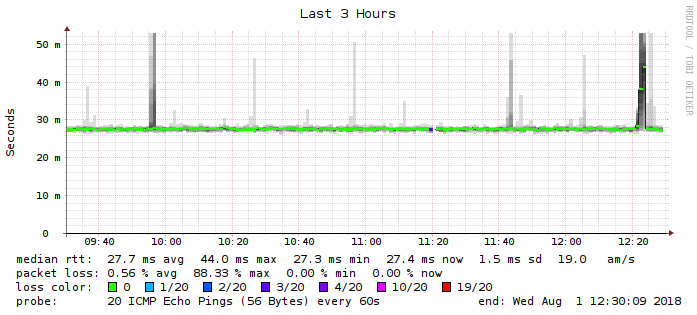 Last 3 Hours
RRDTOOL / TOBI OETIKER
Seconds
50 m
40 m
30 m
20 m
10 m
0
09:40 10:00 10:20 10:40 11:00 11:20 11:40 12:00 12:20
median rtt: 27.7 ms avg 44.0 ms max 27.3 ms min 27.4 ms now 1.5 ms sd 19.0 am/s
packet loss: 0.56 % avg 88.33 % max 0.00 % min 0.00 % now
loss color: 0 1/20 2/20 3/20 4/20 10/20 19/20
probe: 20 ICMP Echo Pings (56 Bytes) every 60s end: Wed Aug 1 12:30:09 2018